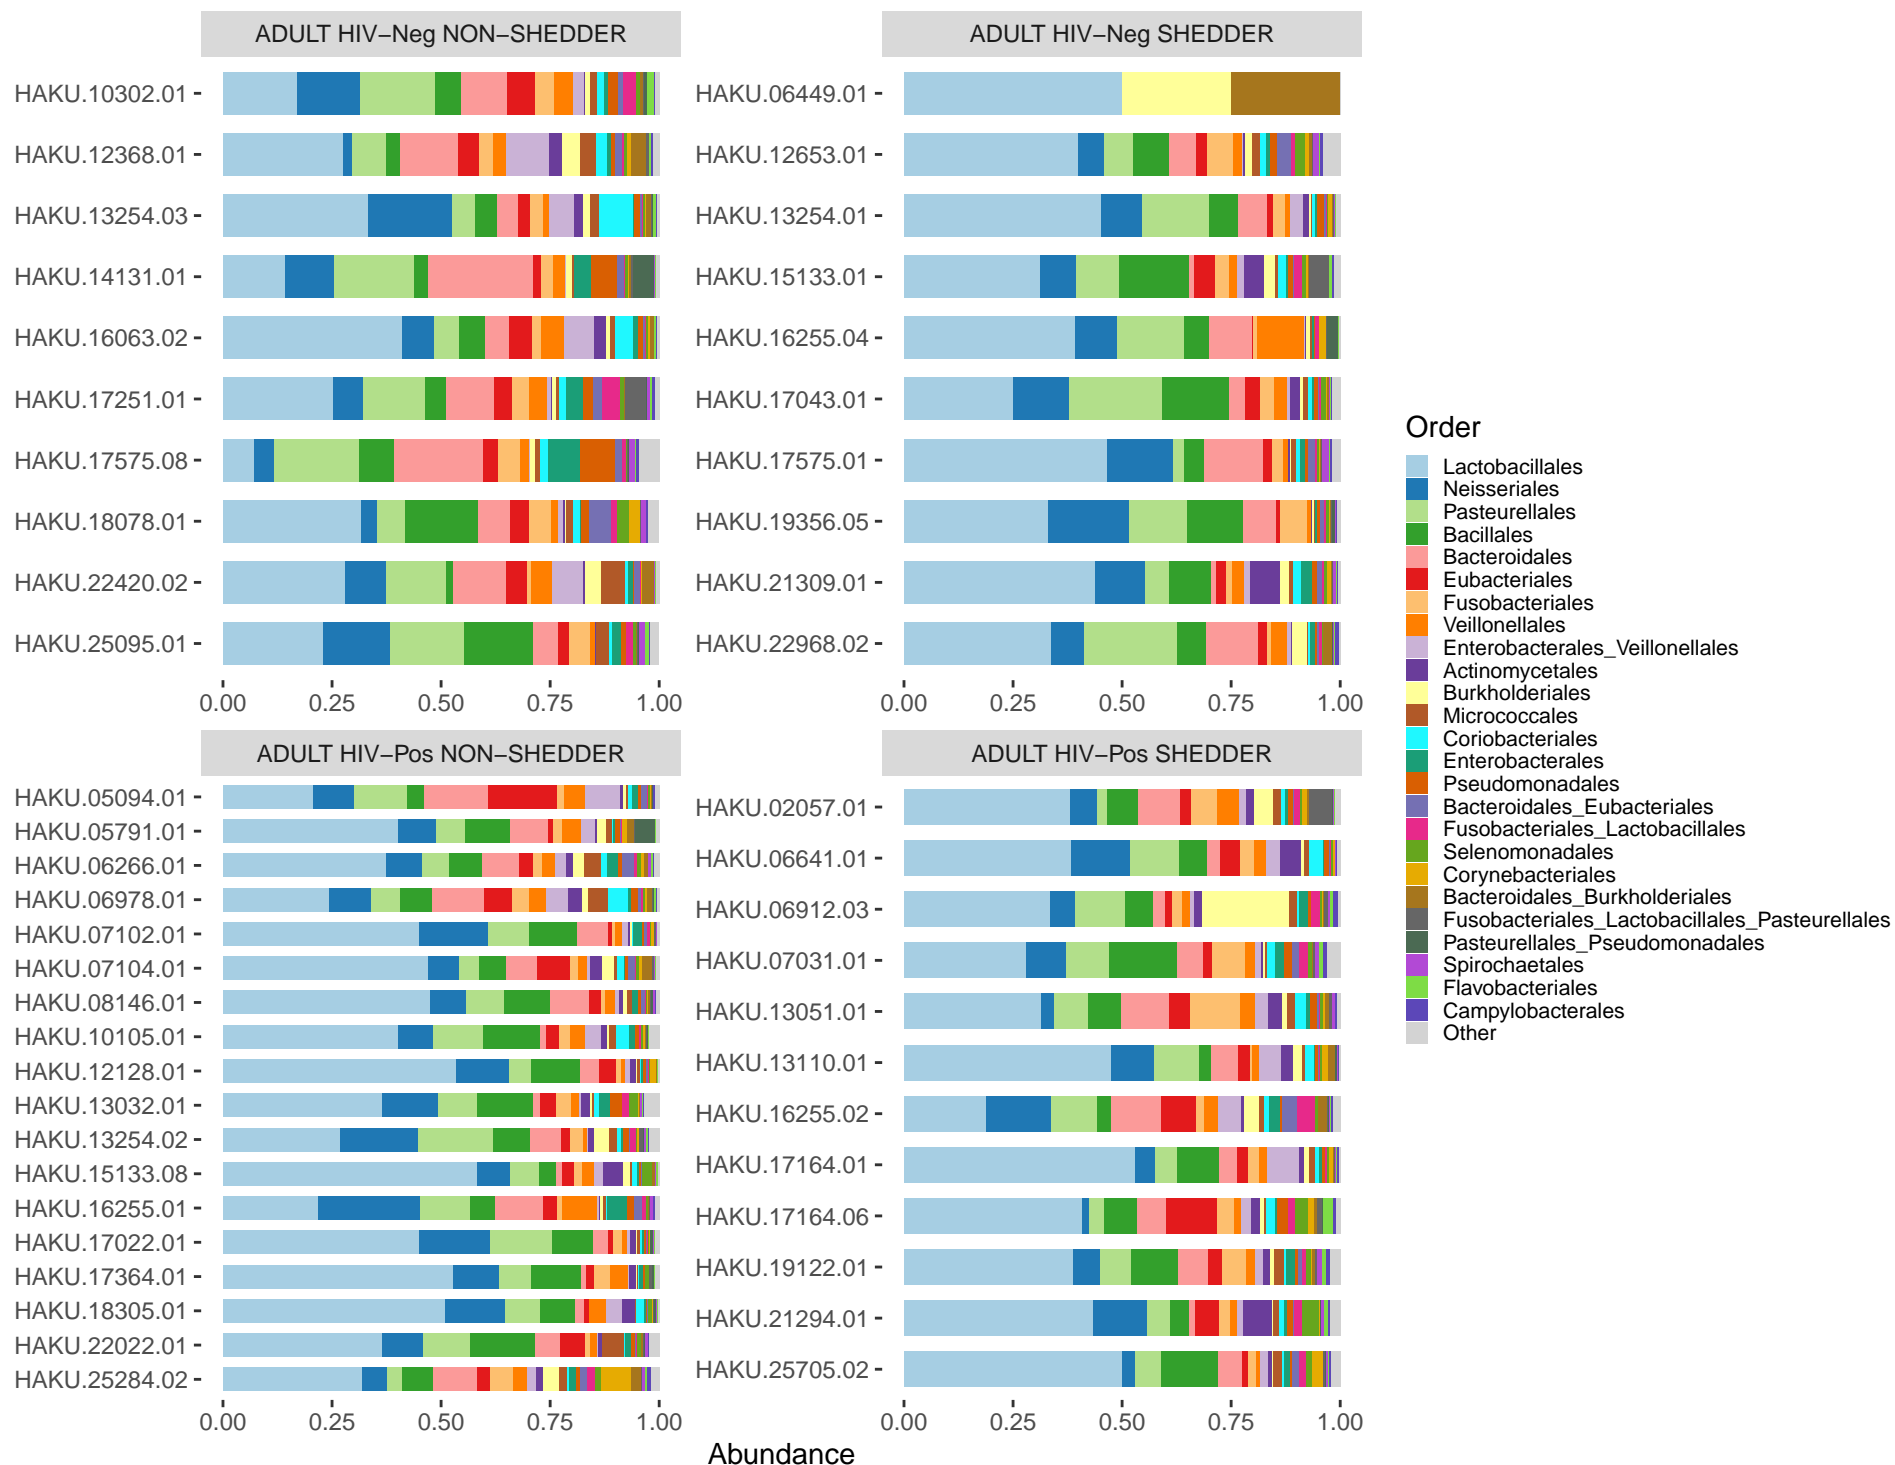 ADULT HIV−Neg NON−SHEDDER
HAKU.10302.01
HAKU.12368.01
HAKU.13254.03
HAKU.14131.01
HAKU.16063.02
HAKU.17251.01
HAKU.17575.08
HAKU.18078.01
HAKU.22420.02
HAKU.25095.01
0.00 0.25 0.50 0.75 1.00
ADULT HIV−Neg SHEDDER
HAKU.06449.01
HAKU.12653.01
HAKU.13254.01
HAKU.15133.01
HAKU.16255.04
HAKU.17043.01
HAKU.17575.01
HAKU.19356.05
HAKU.21309.01
HAKU.22968.02
0.00 0.25 0.50 0.75 1.00
ADULT HIV−Pos NON−SHEDDER
HAKU.05094.01
HAKU.05791.01
HAKU.06266.01
HAKU.06978.01
HAKU.07102.01
HAKU.07104.01
HAKU.08146.01
HAKU.10105.01
HAKU.12128.01
HAKU.13032.01
HAKU.13254.02
HAKU.15133.08
HAKU.16255.01
HAKU.17022.01
HAKU.17364.01
HAKU.18305.01
HAKU.22022.01
HAKU.25284.02
0.00 0.25 0.50 0.75 1.00
ADULT HIV−Pos SHEDDER
HAKU.02057.01
HAKU.06641.01
HAKU.06912.03
HAKU.07031.01
HAKU.13051.01
HAKU.13110.01
HAKU.16255.02
HAKU.17164.01
HAKU.17164.06
HAKU.19122.01
HAKU.21294.01
HAKU.25705.02
0.00 0.25 0.50 0.75 1.00
Abundance
Order
Lactobacillales
Neisseriales
Pasteurellales
Bacillales
Bacteroidales
Eubacteriales
Fusobacteriales
Veillonellales
Enterobacterales_Veillonellales
Actinomycetales
Burkholderiales
Micrococcales
Coriobacteriales
Enterobacterales
Pseudomonadales
Bacteroidales_Eubacteriales
Fusobacteriales_Lactobacillales
Selenomonadales
Corynebacteriales
Bacteroidales_Burkholderiales
Fusobacteriales_Lactobacillales_Pasteurellales
Pasteurellales_Pseudomonadales
Spirochaetales
Flavobacteriales
Campylobacterales
Other